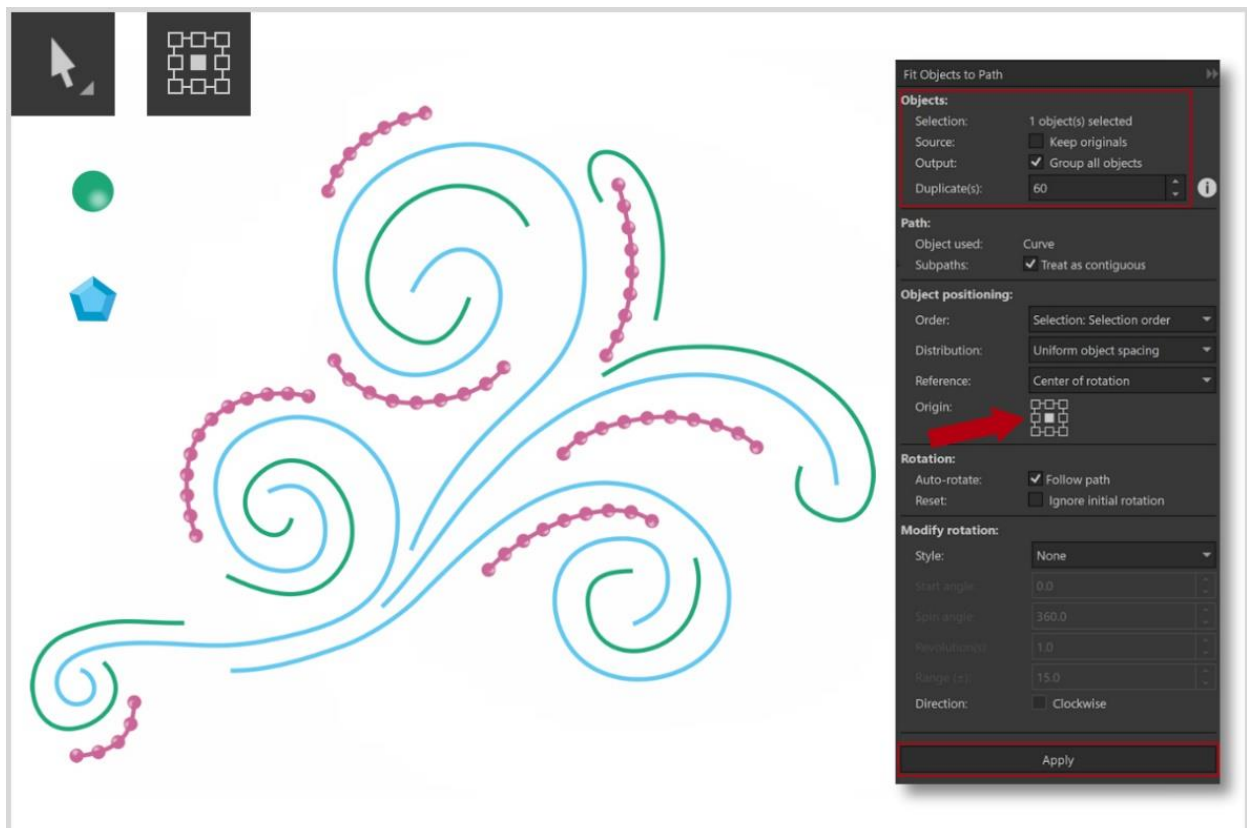 Fit Objects to Path
Objects:
Selection: 1 object(s) selected
Source: Keep originals
Output: Group all objects
Duplicate(s): 60
i
Path:
Object used: Curve
Subpaths: Treat as contiguous
Object positioning:
Order: Selection: Selection order
Distribution: Uniform object spacing
Reference: Center of rotation
Origin:
Rotation:
Auto-rotate: Follow path
Reset: Ignore initial rotation
Modify rotation:
Style: None
Start angle: 0.0
Spin angle: 360.0
Revolution(s): 1.0
Range (±): 15.0
Direction: Clockwise
Apply